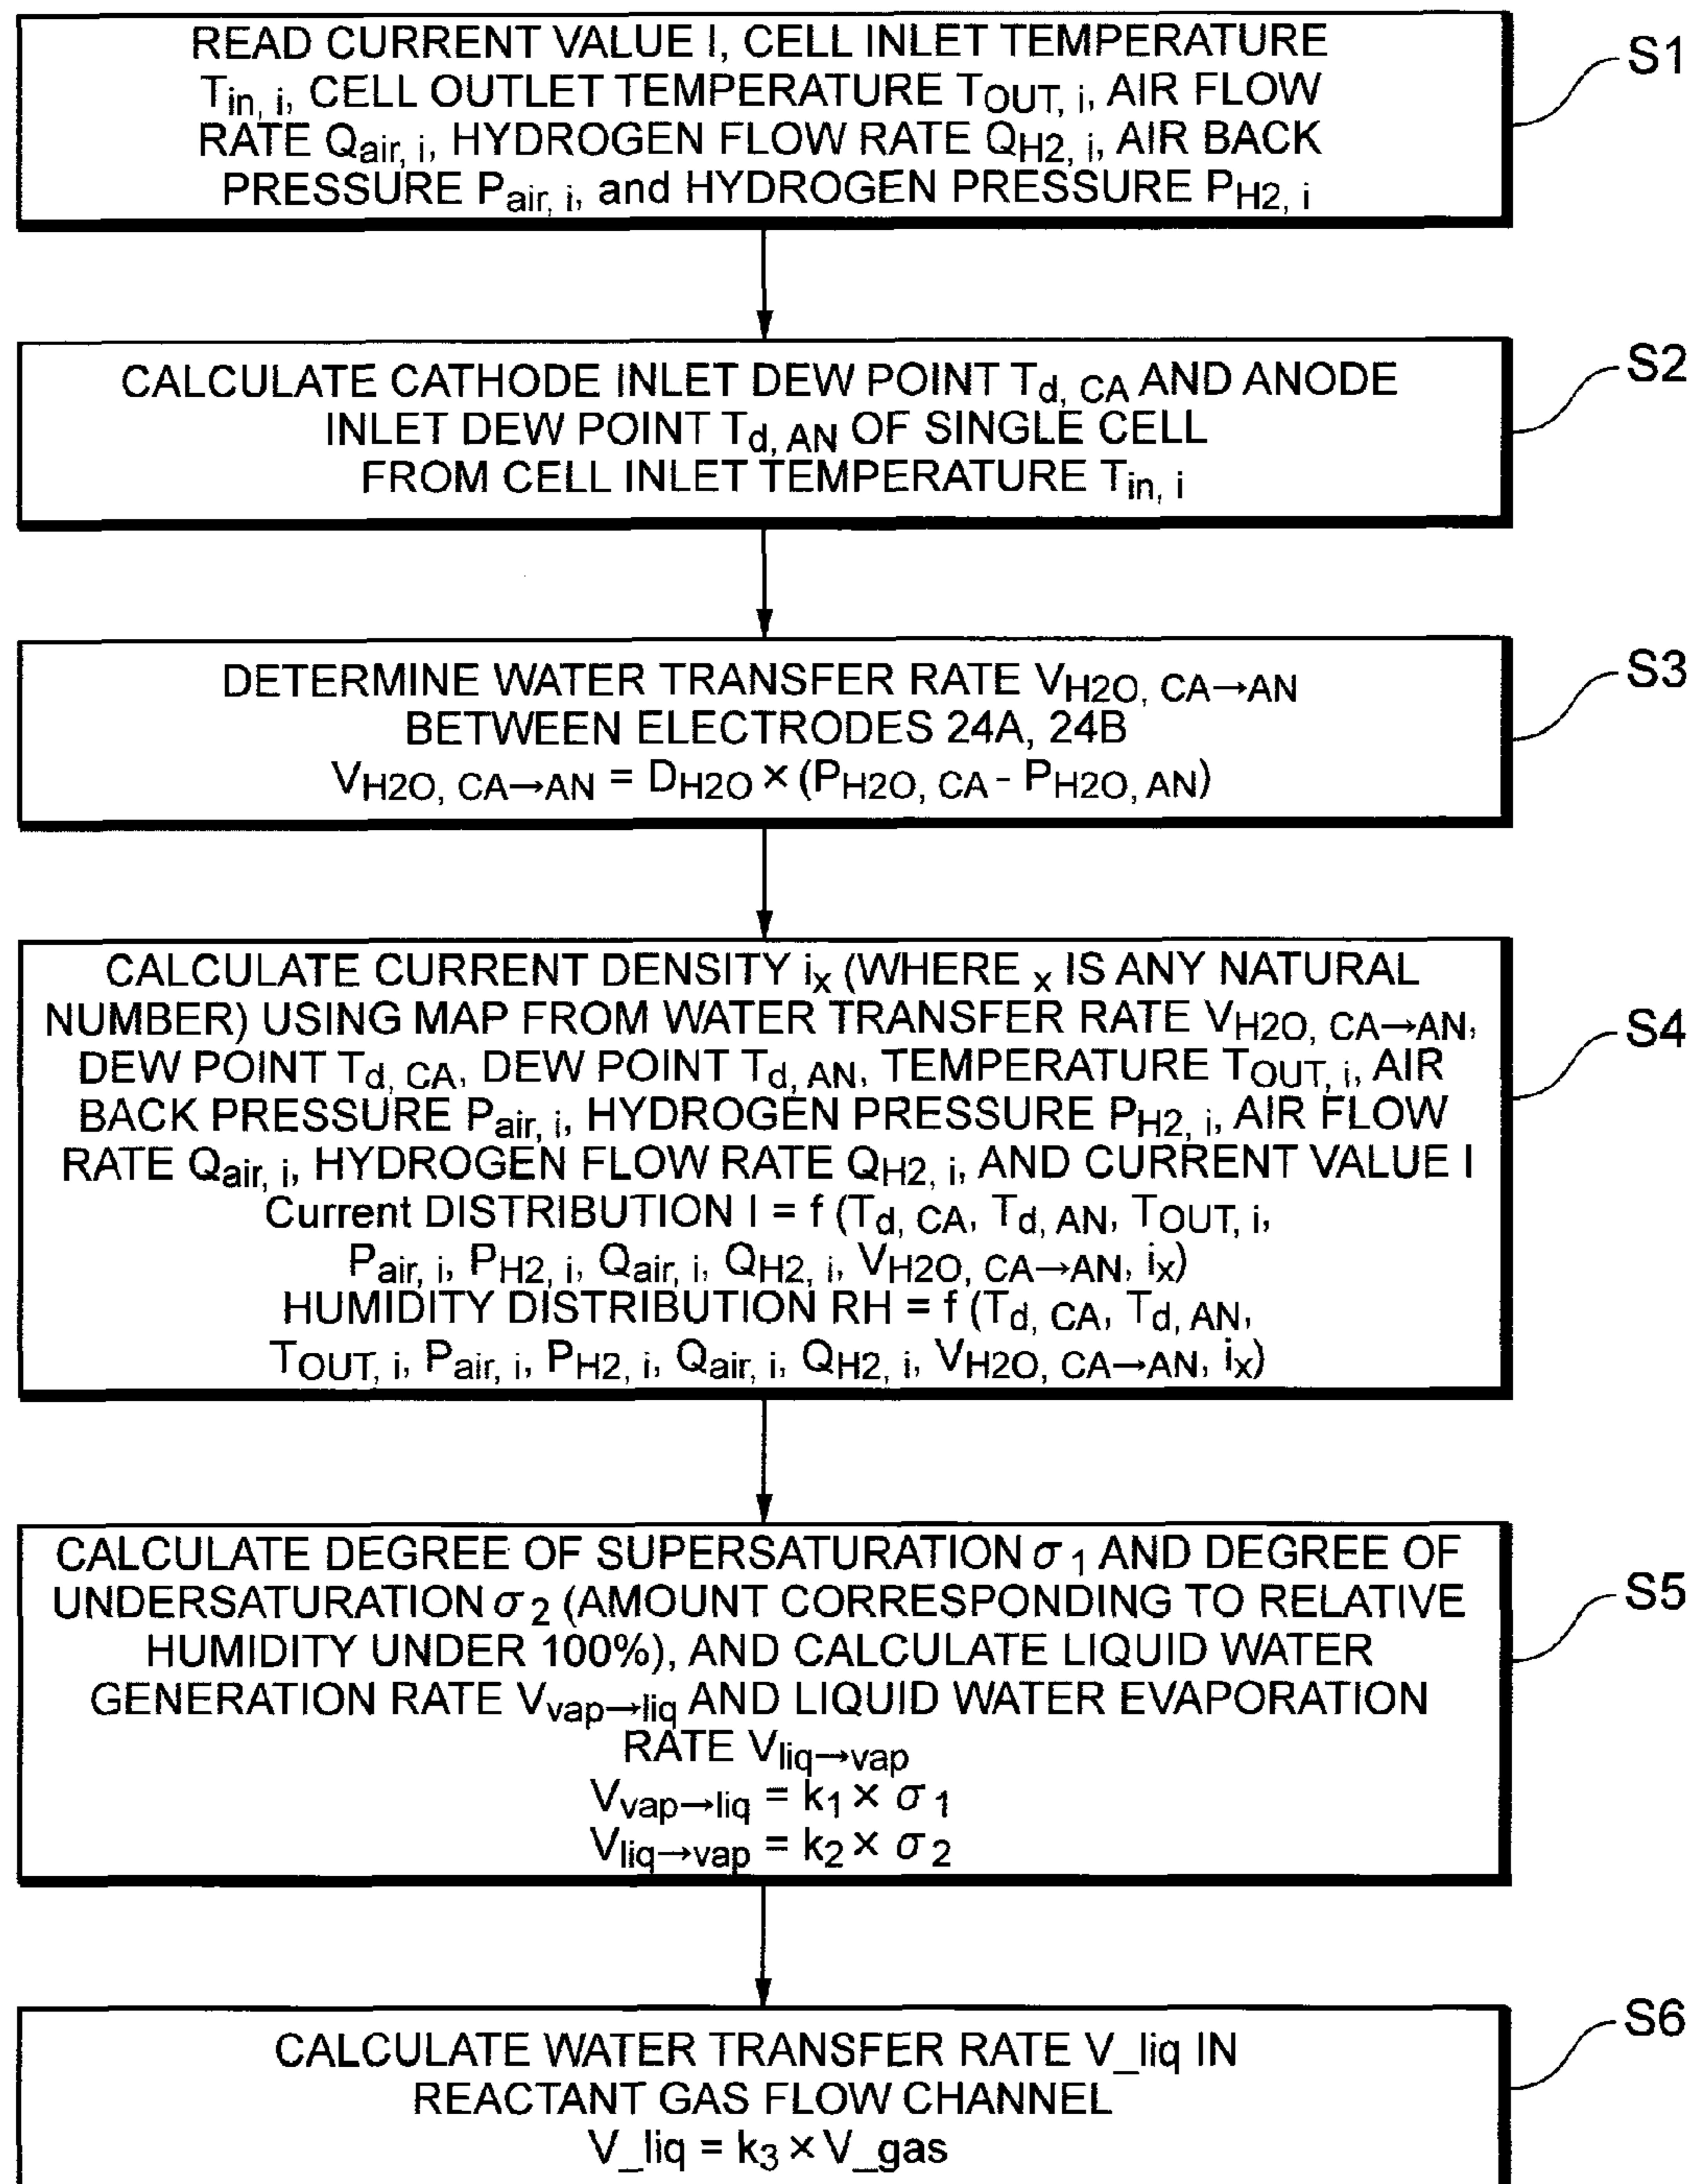 READ CURRENT VALUE I, CELL INLET TEMPERATURE
Tin, i, CELL OUTLET TEMPERATURE TOUT, i, AIR FLOW
RATE Qair, i, HYDROGEN FLOW RATE QH2, i, AIR BACK
PRESSURE Pair, i, and HYDROGEN PRESSURE PH2, i
S1
CALCULATE CATHODE INLET DEW POINT Td, CA AND ANODE
INLET DEW POINT Td, AN OF SINGLE CELL
FROM CELL INLET TEMPERATURE Tin, i
S2
DETERMINE WATER TRANSFER RATE VH2O, CA→AN
BETWEEN ELECTRODES 24A, 24B
VH2O, CA→AN = DH2O × (PH2O, CA - PH2O, AN)
S3
CALCULATE CURRENT DENSITY ix (WHERE x IS ANY NATURAL
NUMBER) USING MAP FROM WATER TRANSFER RATE VH2O, CA→AN,
DEW POINT Td, CA, DEW POINT Td, AN, TEMPERATURE TOUT, i, AIR
BACK PRESSURE Pair, i, HYDROGEN PRESSURE PH2, i, AIR FLOW
RATE Qair, i, HYDROGEN FLOW RATE QH2, i, AND CURRENT VALUE I
Current DISTRIBUTION I = f (Td, CA, Td, AN, TOUT, i,
Pair, i, PH2, i, Qair, i, QH2, i, VH2O, CA→AN, ix)
HUMIDITY DISTRIBUTION RH = f (Td, CA, Td, AN,
TOUT, i, Pair, i, PH2, i, Qair, i, QH2, i, VH2O, CA→AN, ix)
S4
CALCULATE DEGREE OF SUPERSATURATION σ1 AND DEGREE OF
UNDERSATURATION σ2 (AMOUNT CORRESPONDING TO RELATIVE
HUMIDITY UNDER 100%), AND CALCULATE LIQUID WATER
GENERATION RATE Vvap→liq AND LIQUID WATER EVAPORATION
RATE Vliq→vap
Vvap→liq = k1 × σ1
Vliq→vap = k2 × σ2
S5
CALCULATE WATER TRANSFER RATE V_liq IN
REACTANT GAS FLOW CHANNEL
V_liq = k3 × V_gas
S6